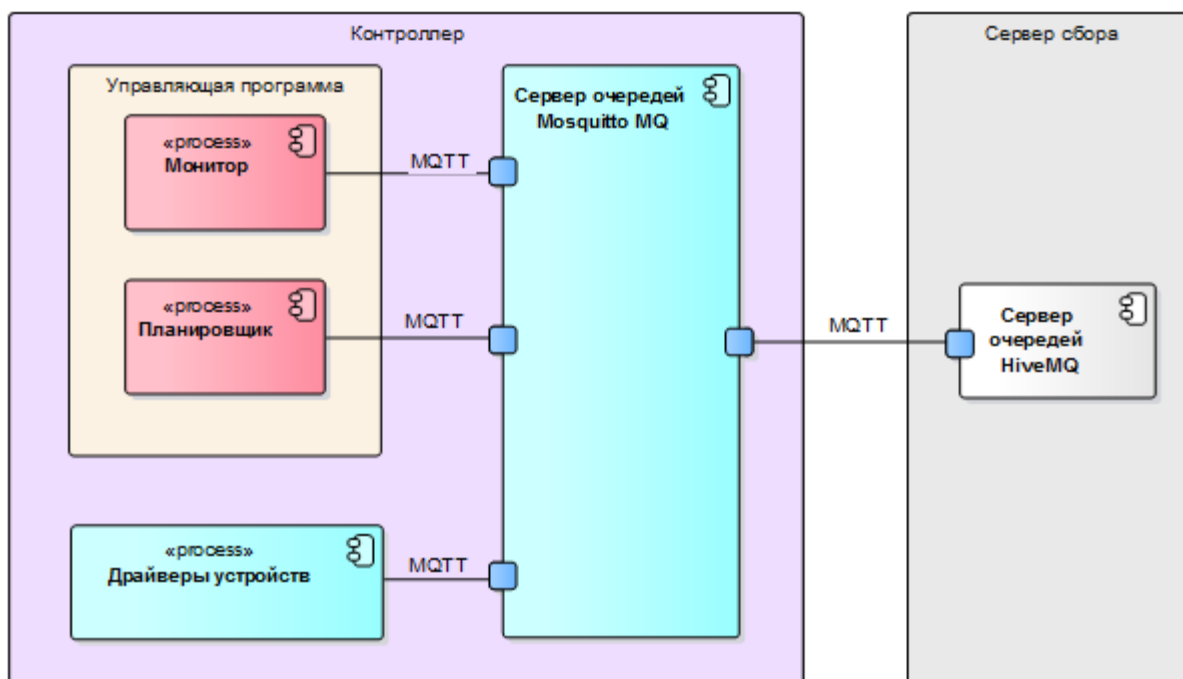 Контроллер
Сервер сбора
Управляющая программа
«process»
Монитор
MQTT
Сервер очередей
Mosquitto MQ
«process»
Планировщик
MQTT
MQTT
Сервер
очередей
HiveMQ
«process»
Драйверы устройств
MQTT